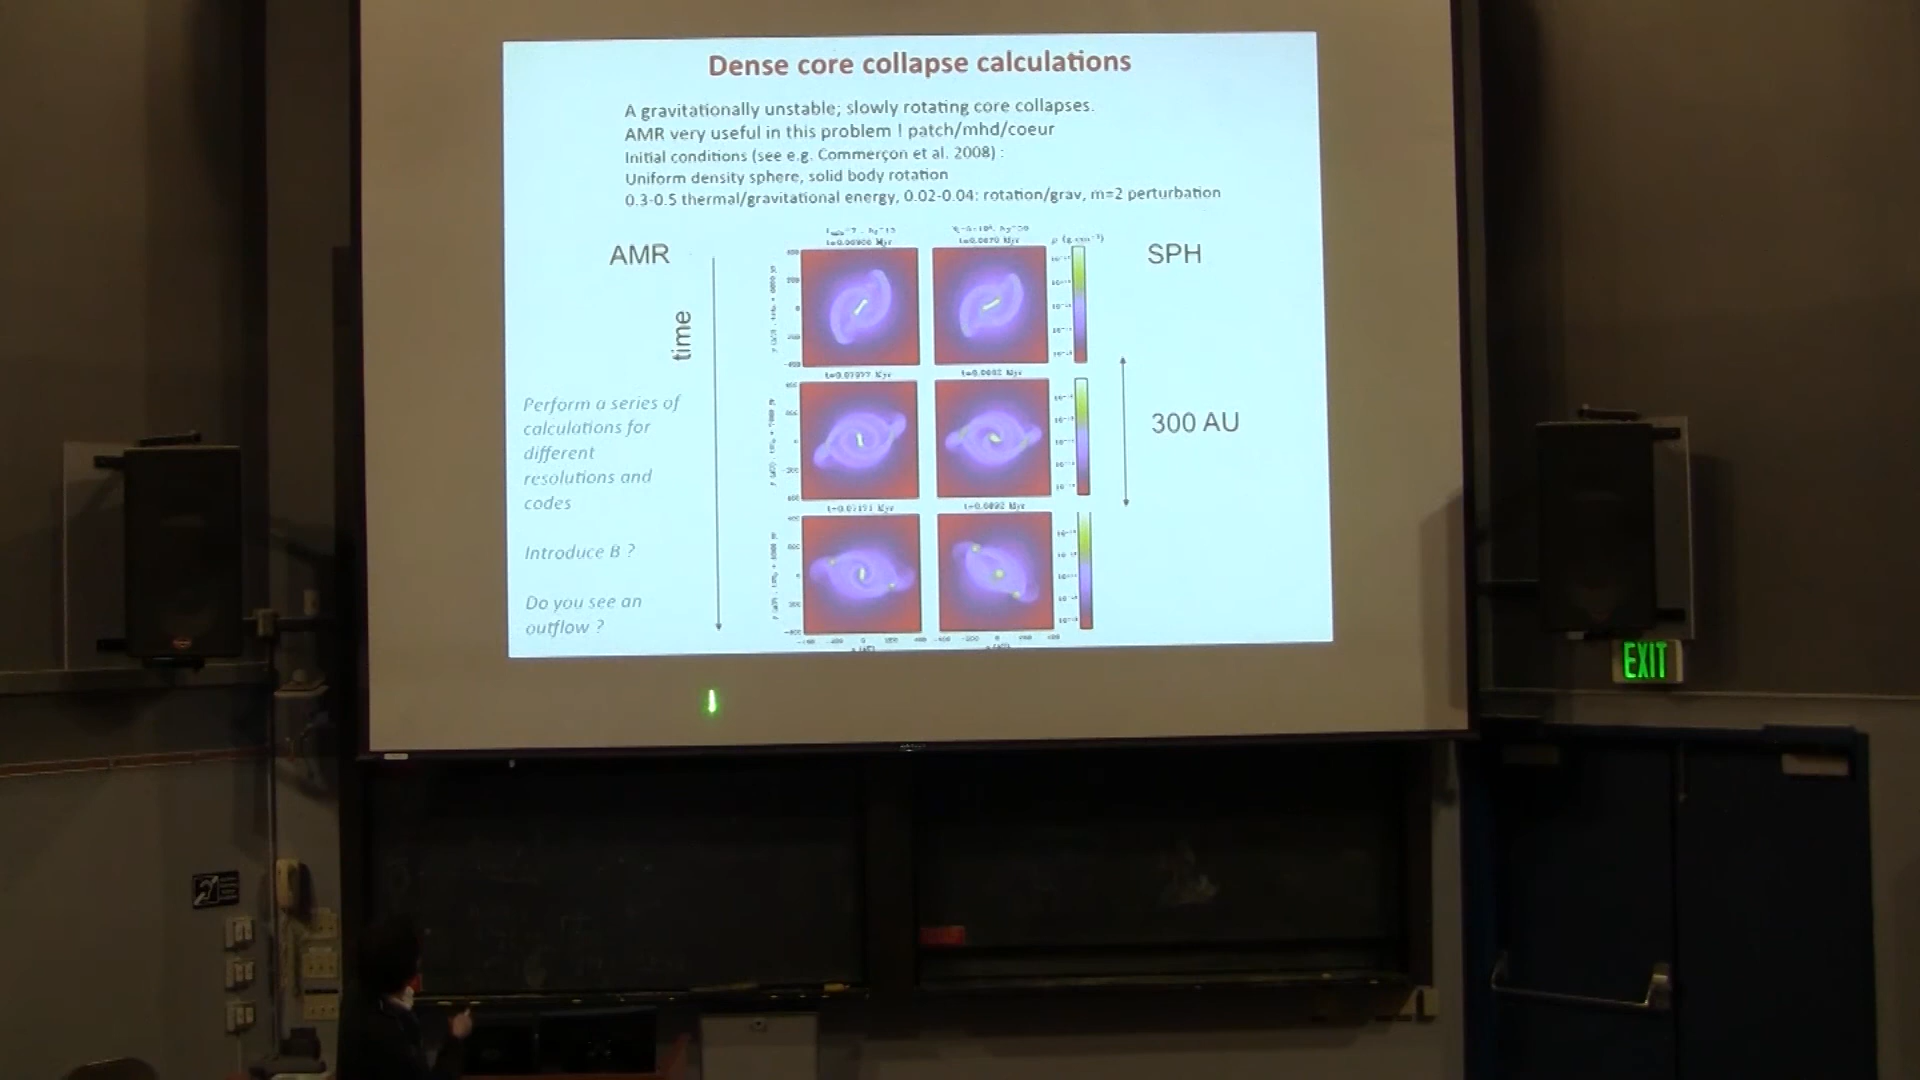 Dense core collapse calculations
A gravitationally unstable; slowly rotating core collapses.
AMR very useful in this problem ! patch/mhd/coeur
Initial conditions (see e.g. Commerçon et al. 2008) :
Uniform density sphere, solid body rotation
0.3-0.5 thermal/gravitational energy, 0.02-0.04: rotation/grav, m=2 perturbation
AMR
SPH
time
300 AU
Perform a series of
calculations for
different
resolutions and
codes
Introduce B ?
Do you see an
outflow ?
EXIT